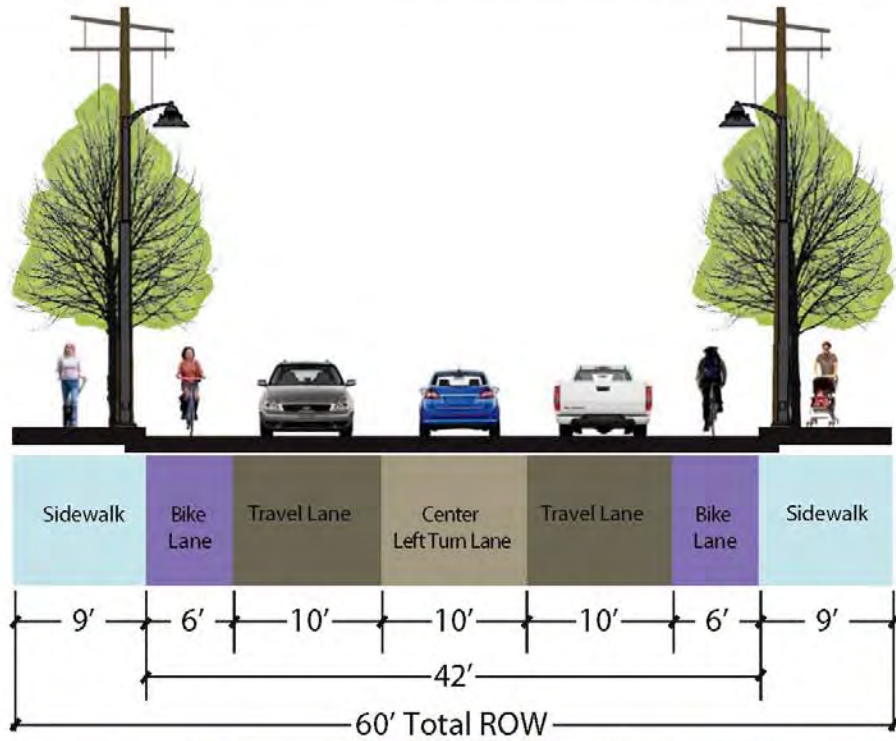 Sidewalk
Bike
Lane
Travel Lane
Center
Left Turn Lane
Travel Lane
Bike
Lane
Sidewalk
9’ 6’ 10’ 10’ 10’ 6’ 9’
42’
60’ Total ROW